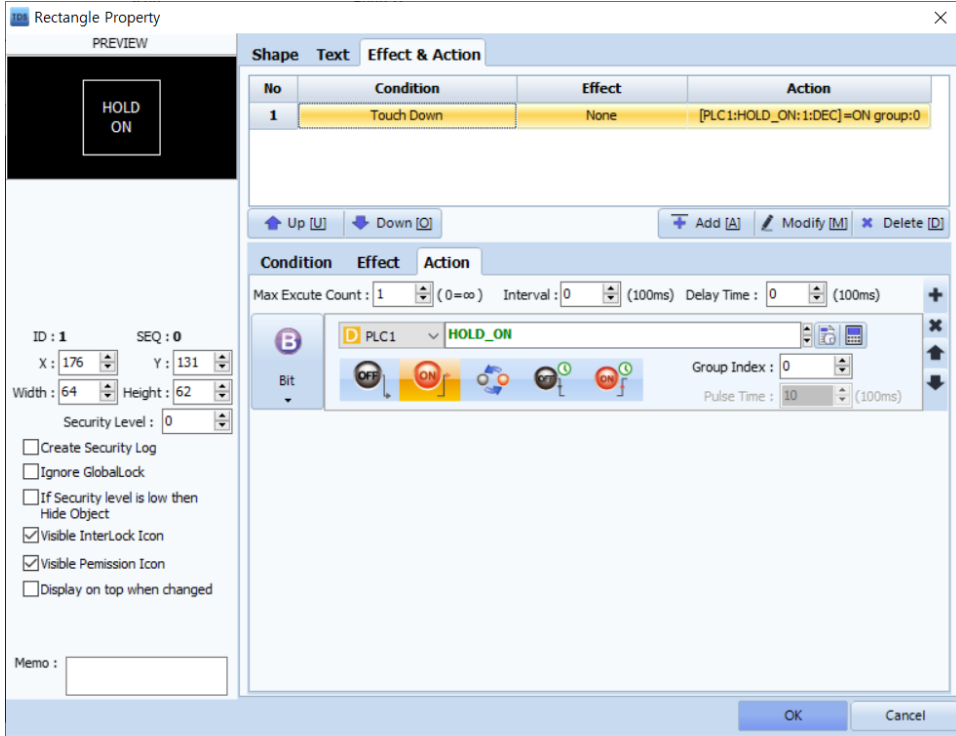 TDS Rectangle Property
PREVIEW
HOLD
ON
Shape Text Effect & Action
No Condition Effect Action
1 Touch Down None [PLC1:HOLD_ON:1:DEC]=ON group:0
Up [U] Down [O] Add [A] Modify [M] Delete [D]
Condition Effect Action
Max Excute Count : 1 ( 0=∞ ) Interval : 0 (100ms) Delay Time : 0 (100ms)
B Bit
D PLC1 HOLD_ON
OFF ON OFF ON
Group Index : 0
Pulse Time : 10 (100ms)
ID : 1 SEQ : 0
X : 176 Y : 131
Width : 64 Height : 62
Security Level : 0
Create Security Log
Ignore GlobalLock
If Security level is low then
Hide Object
Visible InterLock Icon
Visible Pemission Icon
Display on top when changed
Memo :
OK Cancel